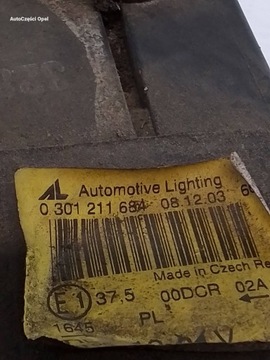 AutoCzęści Opel
AL Automotive Lighting
0 301 211 684 08.12.03
Made in Czech Re
E1 37,5 00DCR 02A ←
1645 PL